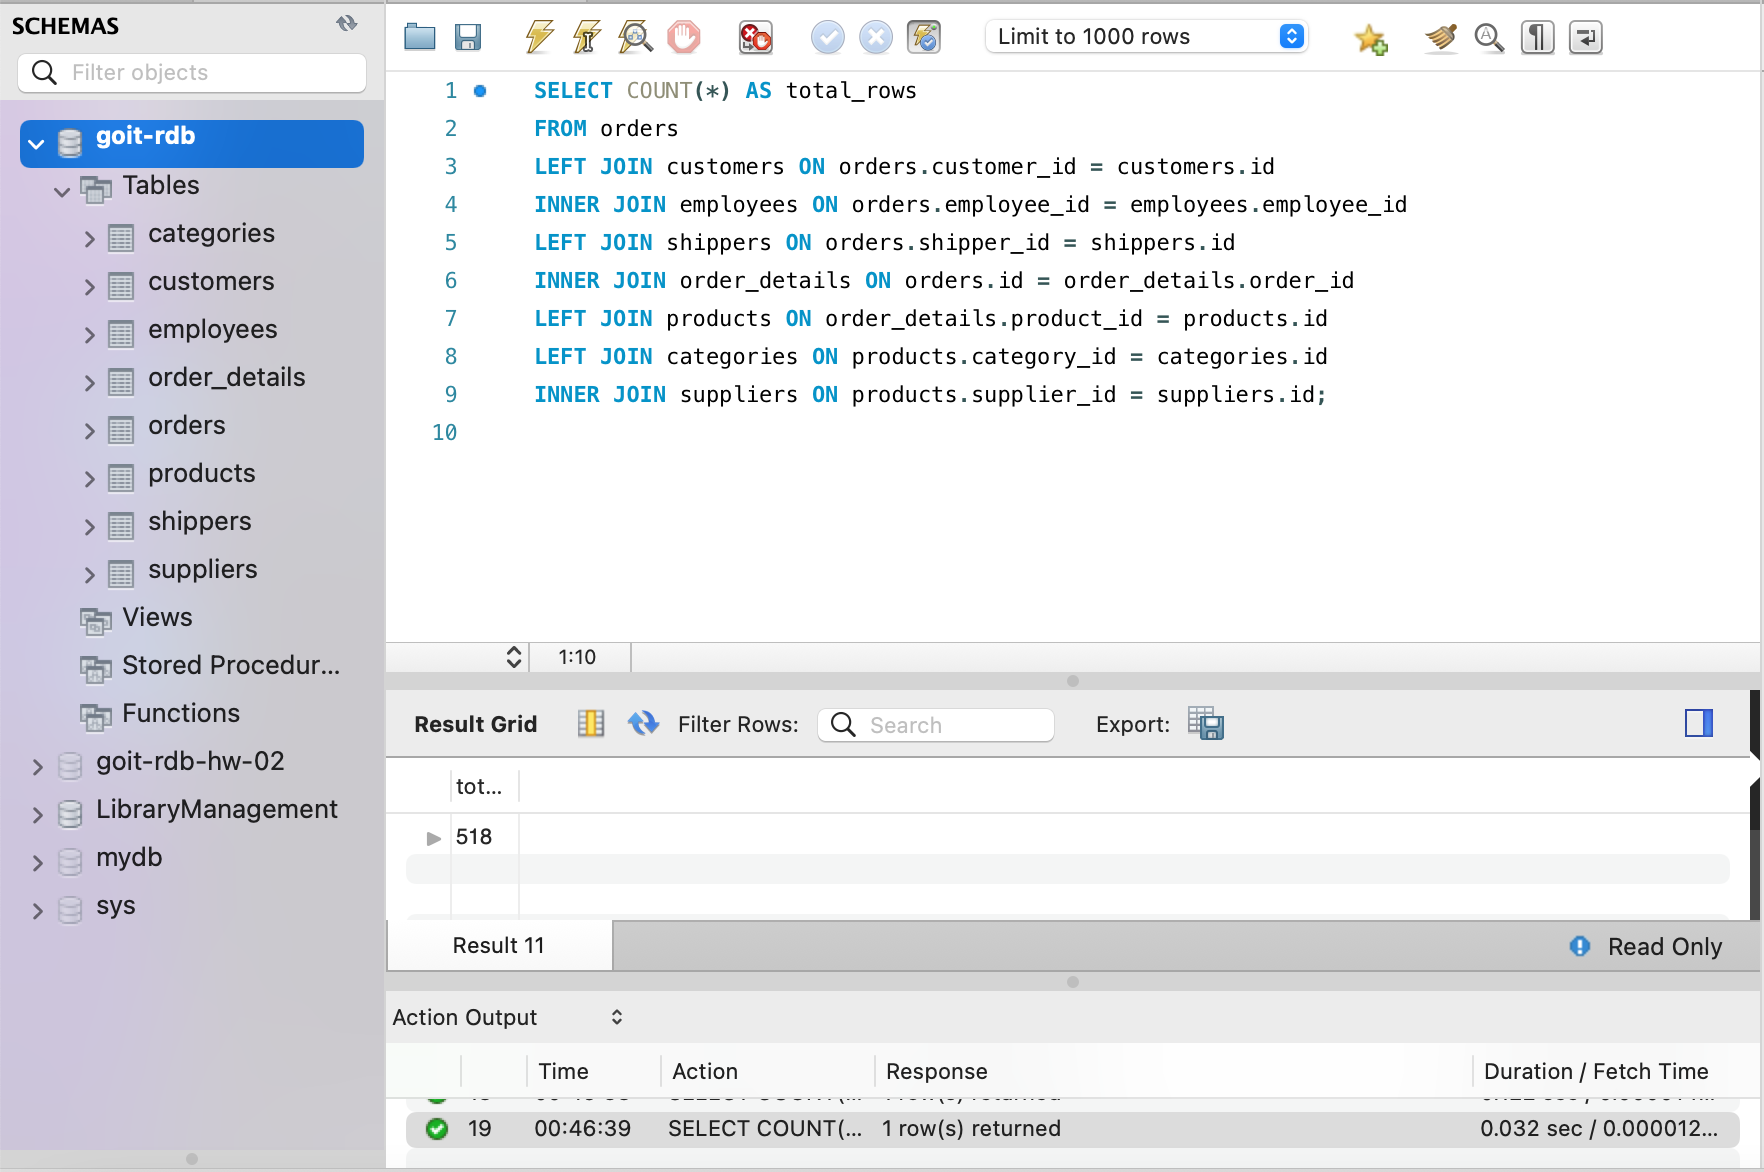 SCHEMAS
Filter objects
goit-rdb
Tables
categories
customers
employees
order_details
orders
products
shippers
suppliers
Views
Stored Procedur...
Functions
goit-rdb-hw-02
LibraryManagement
mydb
sys
Limit to 1000 rows
1 SELECT COUNT(*) AS total_rows
2 FROM orders
3 LEFT JOIN customers ON orders.customer_id = customers.id
4 INNER JOIN employees ON orders.employee_id = employees.employee_id
5 LEFT JOIN shippers ON orders.shipper_id = shippers.id
6 INNER JOIN order_details ON orders.id = order_details.order_id
7 LEFT JOIN products ON order_details.product_id = products.id
8 LEFT JOIN categories ON products.category_id = categories.id
9 INNER JOIN suppliers ON products.supplier_id = suppliers.id;
10
1:10
Result Grid Filter Rows: Search Export:
tot...
518
Result 11 Read Only
Action Output
Time Action Response Duration / Fetch Time
19 00:46:39 SELECT COUNT(... 1 row(s) returned 0.032 sec / 0.000012...